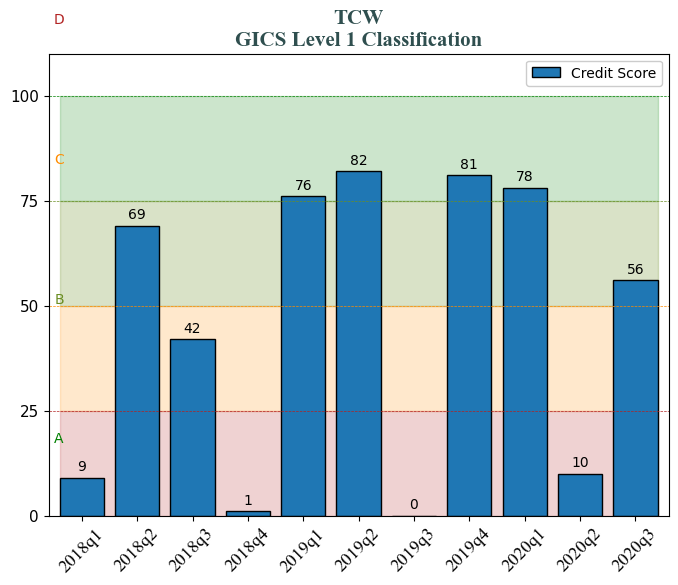 D
TCW
GICS Level 1 Classification
Credit Score
100
C
82
81
78
76
75
69
56
B
50
42
25
A
10
9
1
0
0
2018q1
2018q2
2018q3
2018q4
2019q1
2019q2
2019q3
2019q4
2020q1
2020q2
2020q3